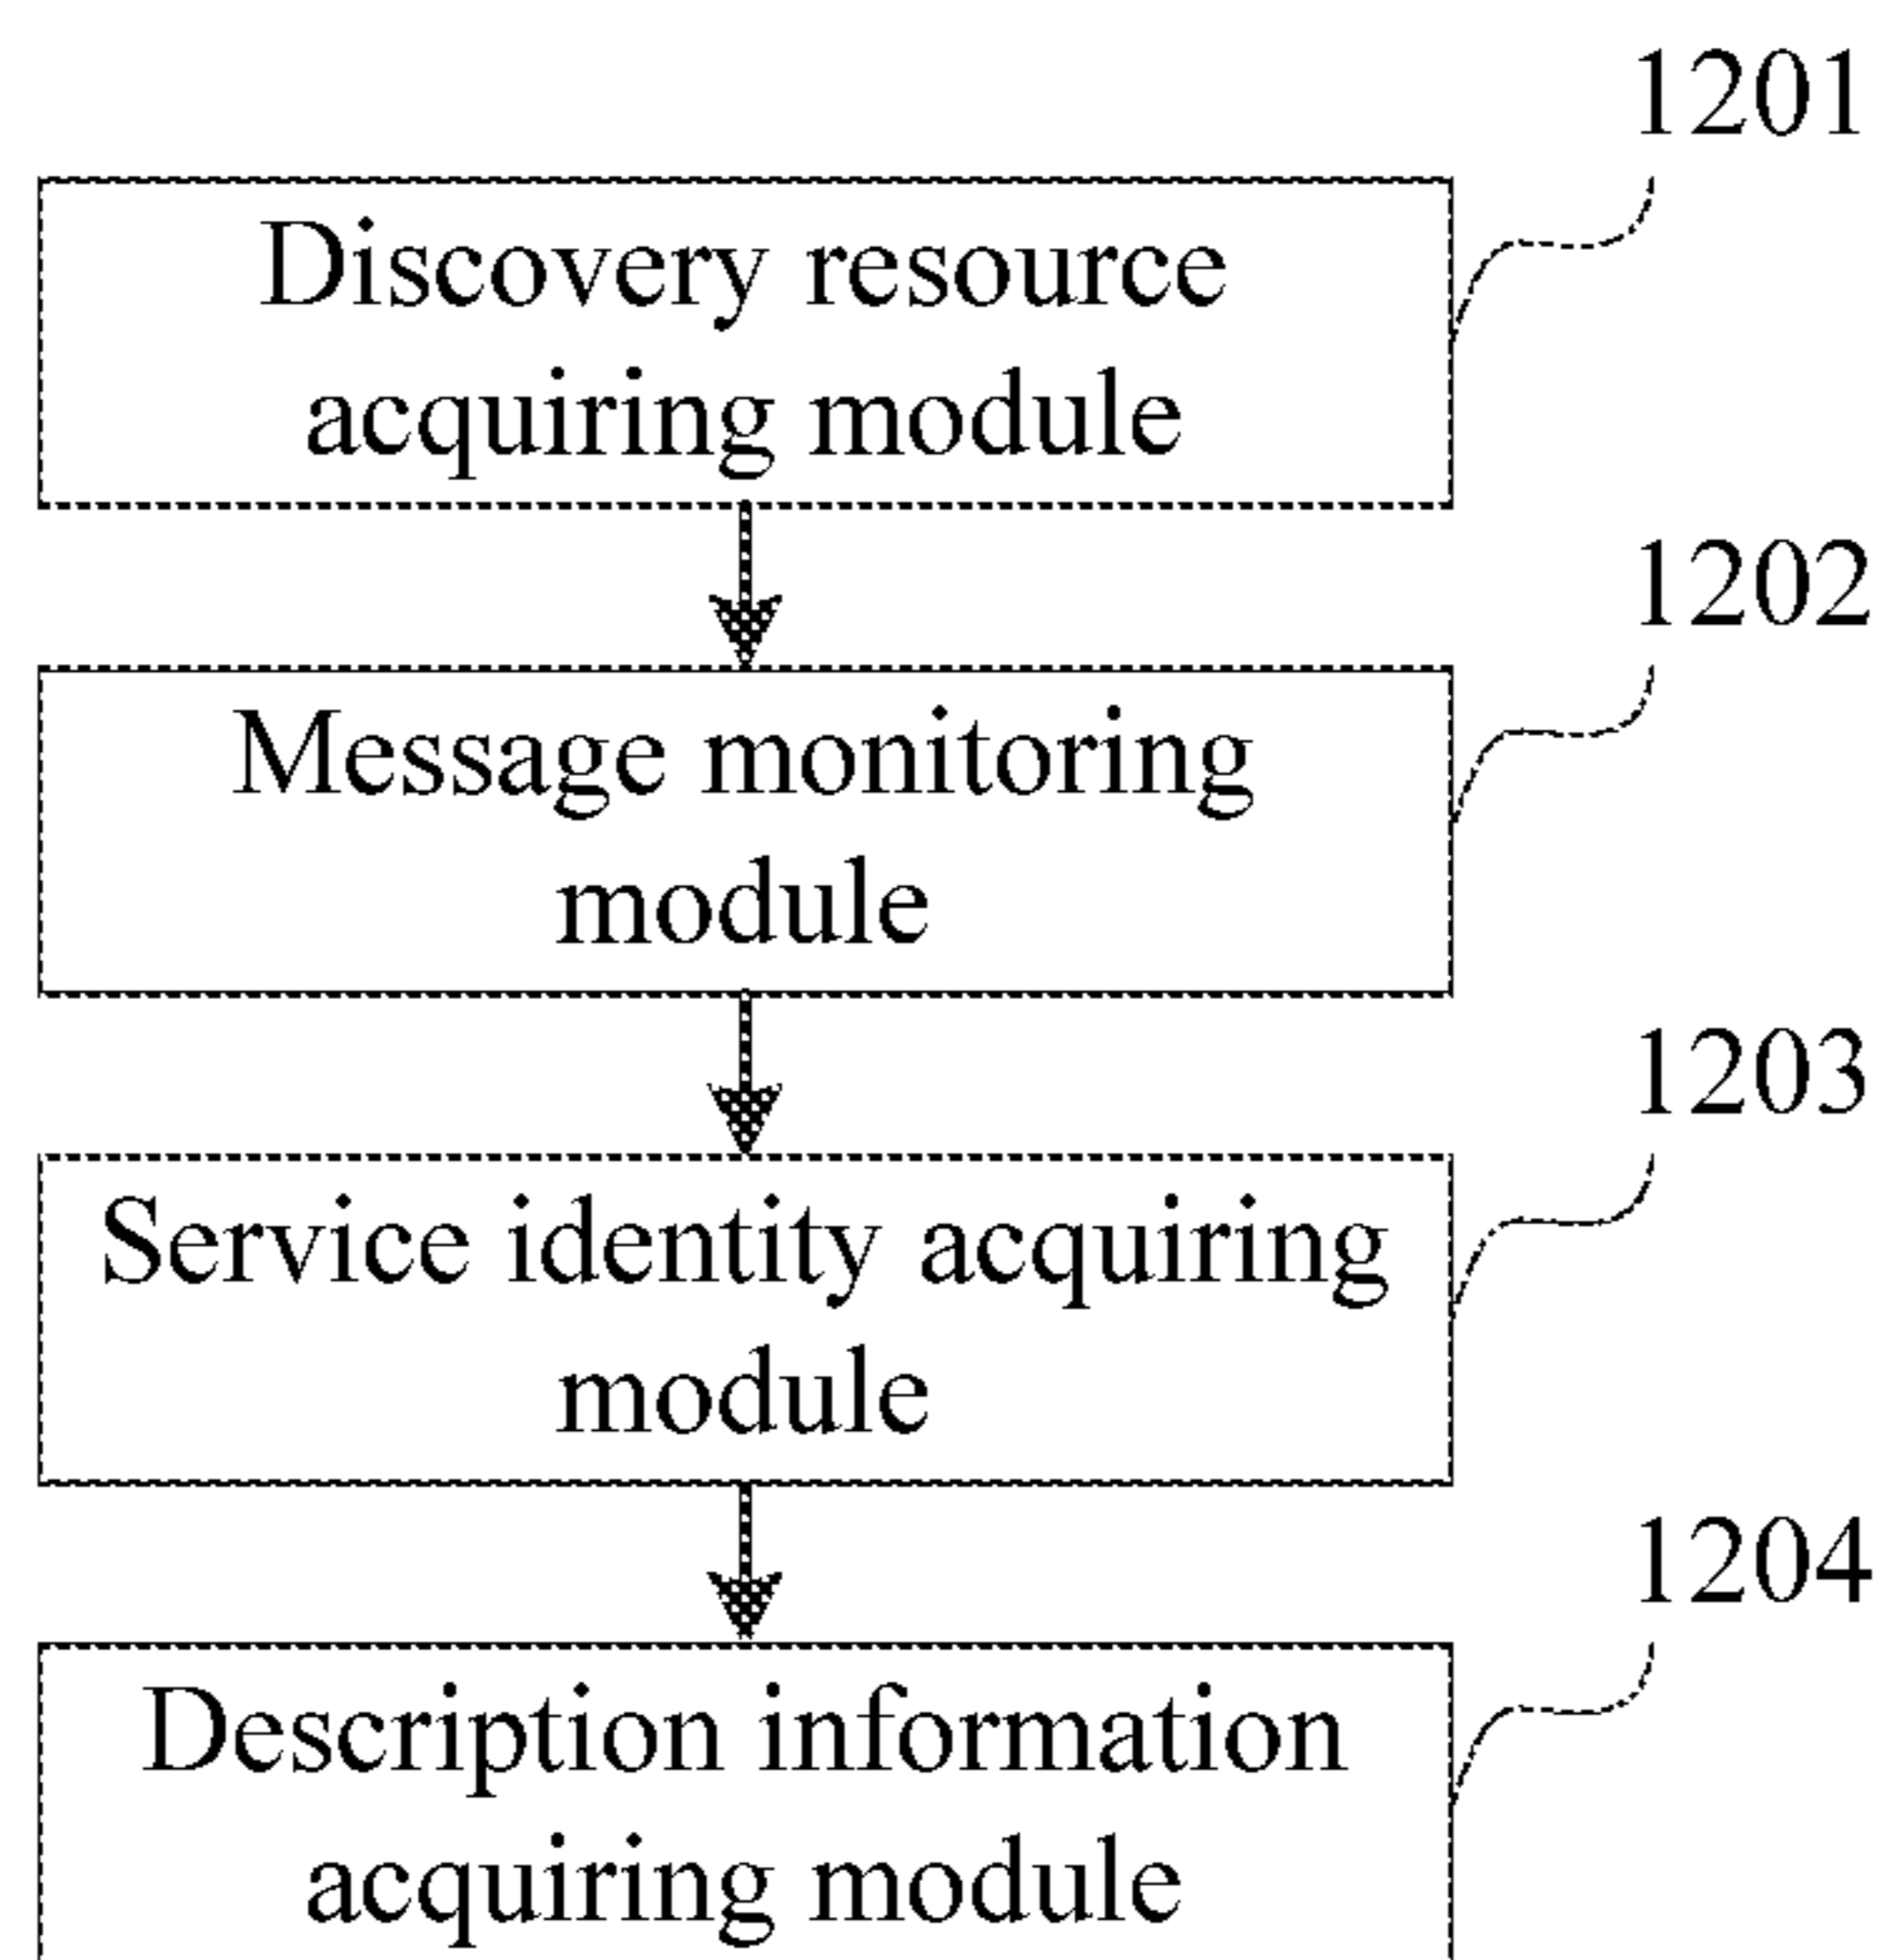 1201
Discovery resource
acquiring module
1202
Message monitoring
module
1203
Service identity acquiring
module
1204
Description information
acquiring module